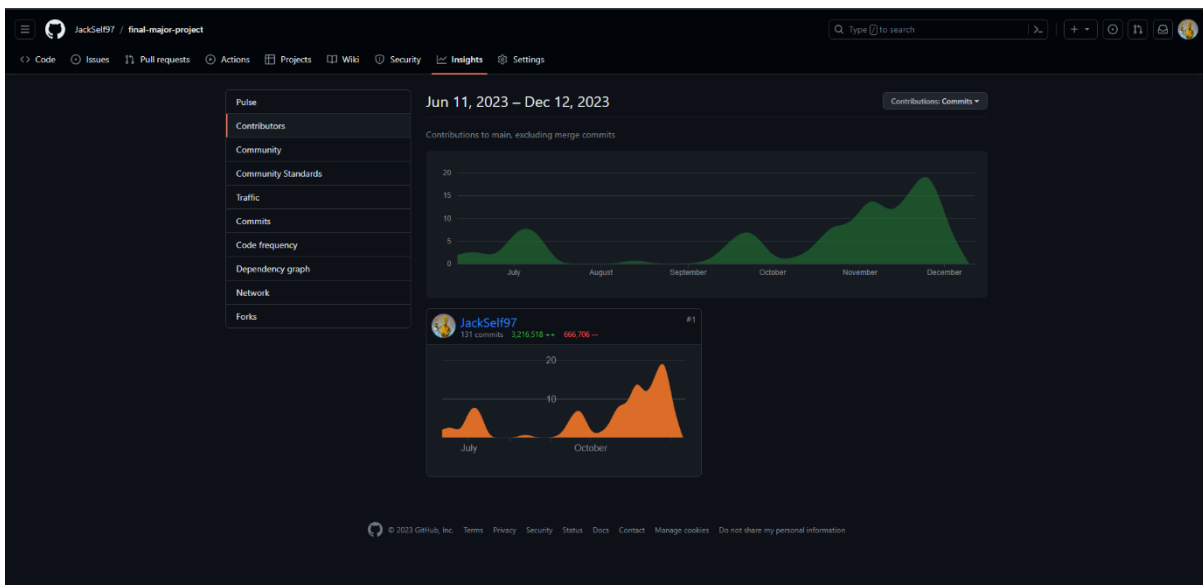 JackSelf97 / final-major-project
Type / to search
Code Issues Pull requests Actions Projects Wiki Security Insights Settings
Pulse
Contributors
Community
Community Standards
Traffic
Commits
Code frequency
Dependency graph
Network
Forks
Jun 11, 2023 – Dec 12, 2023
Contributions: Commits
Contributions to main, excluding merge commits
20
15
10
5
0
July August September October November December
JackSelf97
#1
131 commits 3,216,518 ++ 666,706 --
20
10
July October
© 2023 GitHub, Inc. Terms Privacy Security Status Docs Contact Manage cookies Do not share my personal information